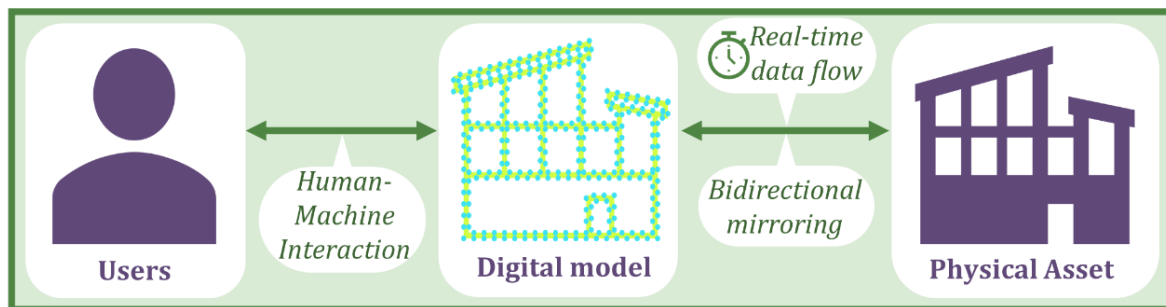 Users
Human-
Machine
Interaction
Digital model
Real-time
data flow
Bidirectional
mirroring
Physical Asset